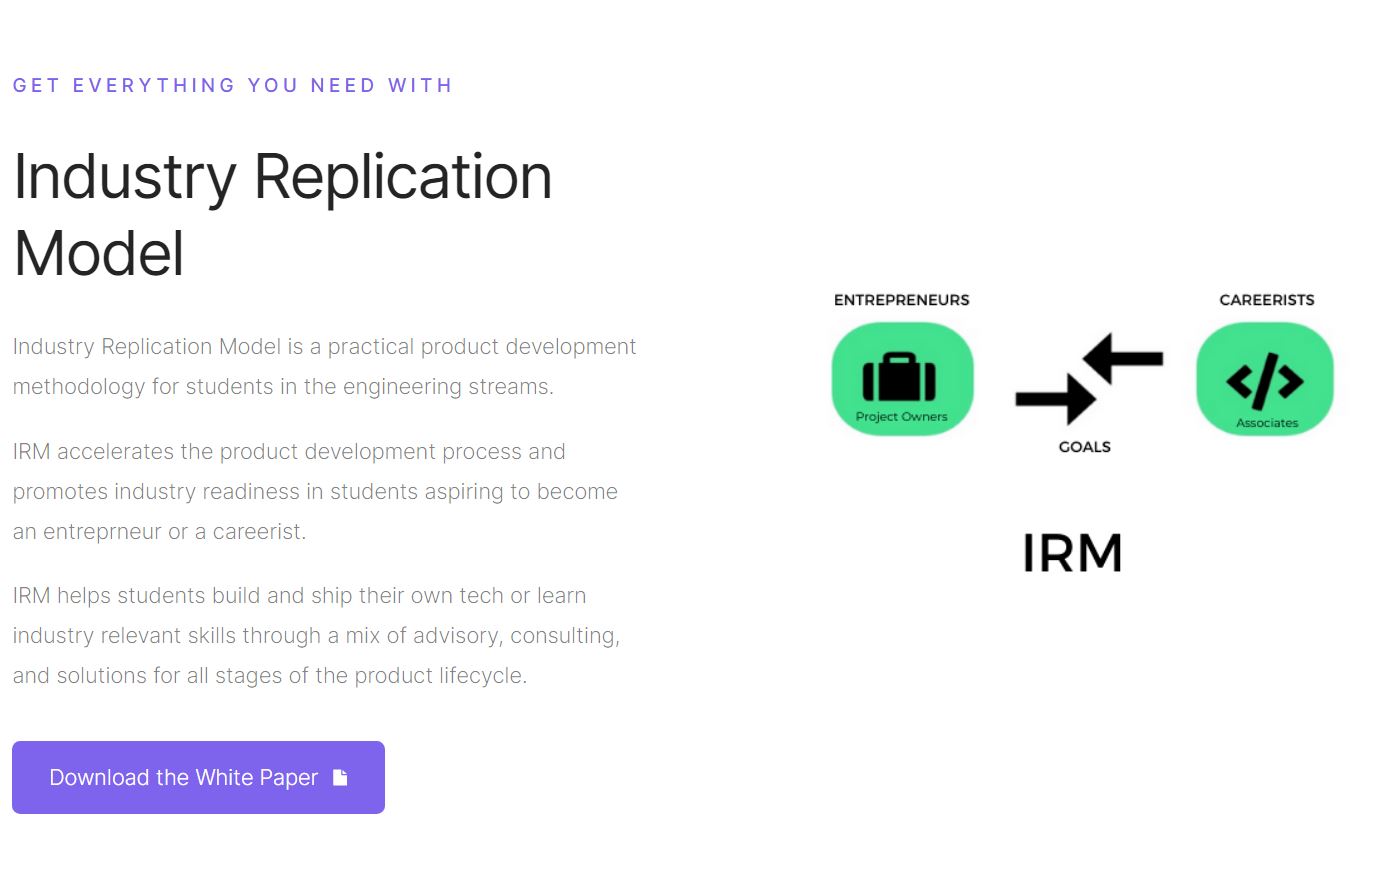 GET EVERYTHING YOU NEED WITH
Industry Replication
Model
Industry Replication Model is a practical product development
methodology for students in the engineering streams.
IRM accelerates the product development process and
promotes industry readiness in students aspiring to become
an entreprneur or a careerist.
IRM helps students build and ship their own tech or learn
industry relevant skills through a mix of advisory, consulting,
and solutions for all stages of the product lifecycle.
Download the White Paper
ENTREPRENEURS
CAREERISTS
Project Owners
Associates
GOALS
IRM